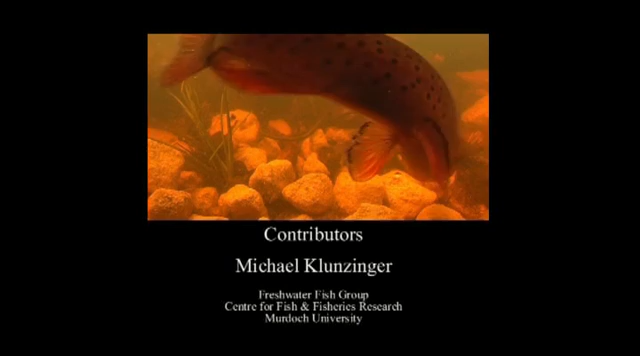 Contributors
Michael Klunzinger
Freshwater Fish Group
Centre for Fish & Fisheries Research
Murdoch University